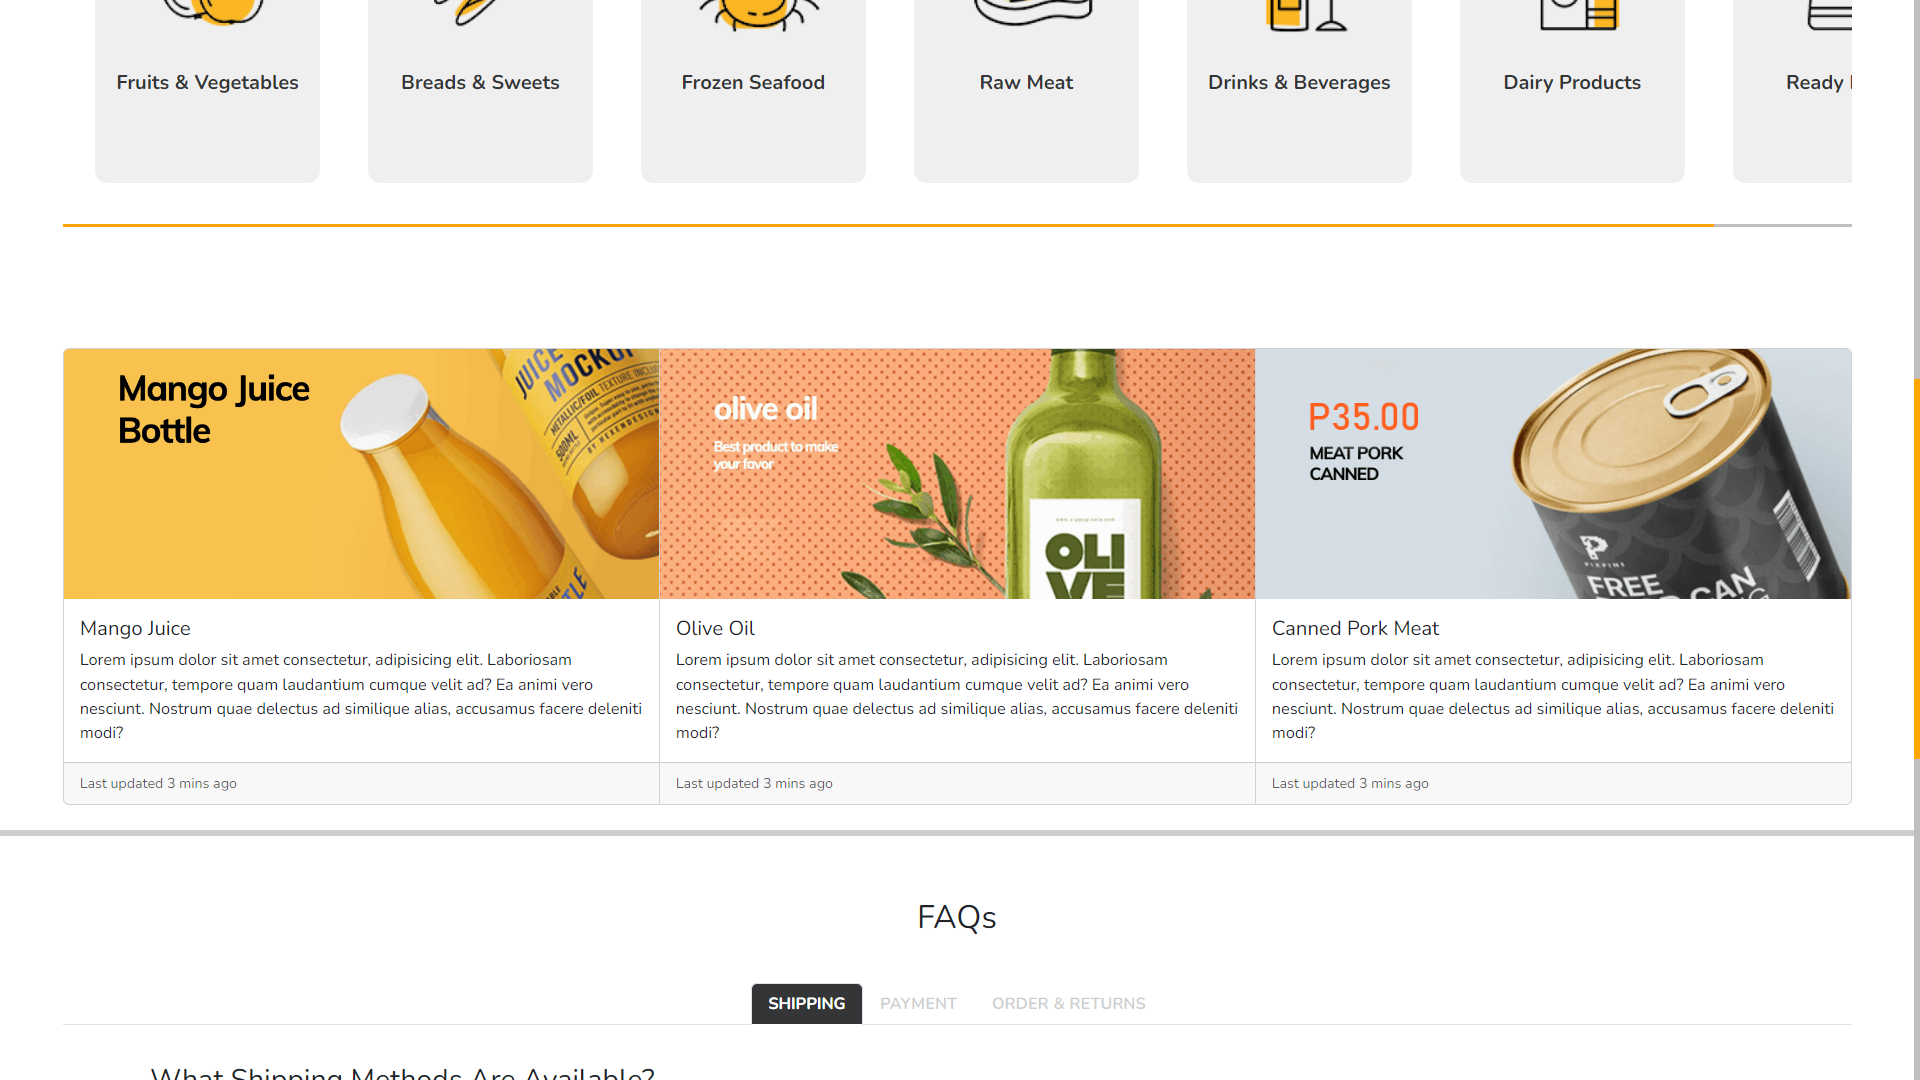 Fruits & Vegetables
Breads & Sweets
Frozen Seafood
Raw Meat
Drinks & Beverages
Dairy Products
Ready
Mango Juice
Bottle
JUICE
MOCKUP
METALLIC/FOIL TEXTURE
500ML
BY HEXENDESIGN
olive oil
Best product to make
your favor
OLI
VE
P35.00
MEAT PORK
CANNED
FREE
CAN
Mango Juice
Lorem ipsum dolor sit amet consectetur, adipisicing elit. Laboriosam
consectetur, tempore quam laudantium cumque velit ad? Ea animi vero
nesciunt. Nostrum quae delectus ad similique alias, accusamus facere deleniti
modi?
Last updated 3 mins ago
Olive Oil
Lorem ipsum dolor sit amet consectetur, adipisicing elit. Laboriosam
consectetur, tempore quam laudantium cumque velit ad? Ea animi vero
nesciunt. Nostrum quae delectus ad similique alias, accusamus facere deleniti
modi?
Last updated 3 mins ago
Canned Pork Meat
Lorem ipsum dolor sit amet consectetur, adipisicing elit. Laboriosam
consectetur, tempore quam laudantium cumque velit ad? Ea animi vero
nesciunt. Nostrum quae delectus ad similique alias, accusamus facere deleniti
modi?
Last updated 3 mins ago
FAQs
SHIPPING
PAYMENT
ORDER & RETURNS
What Shipping Methods Are Available?